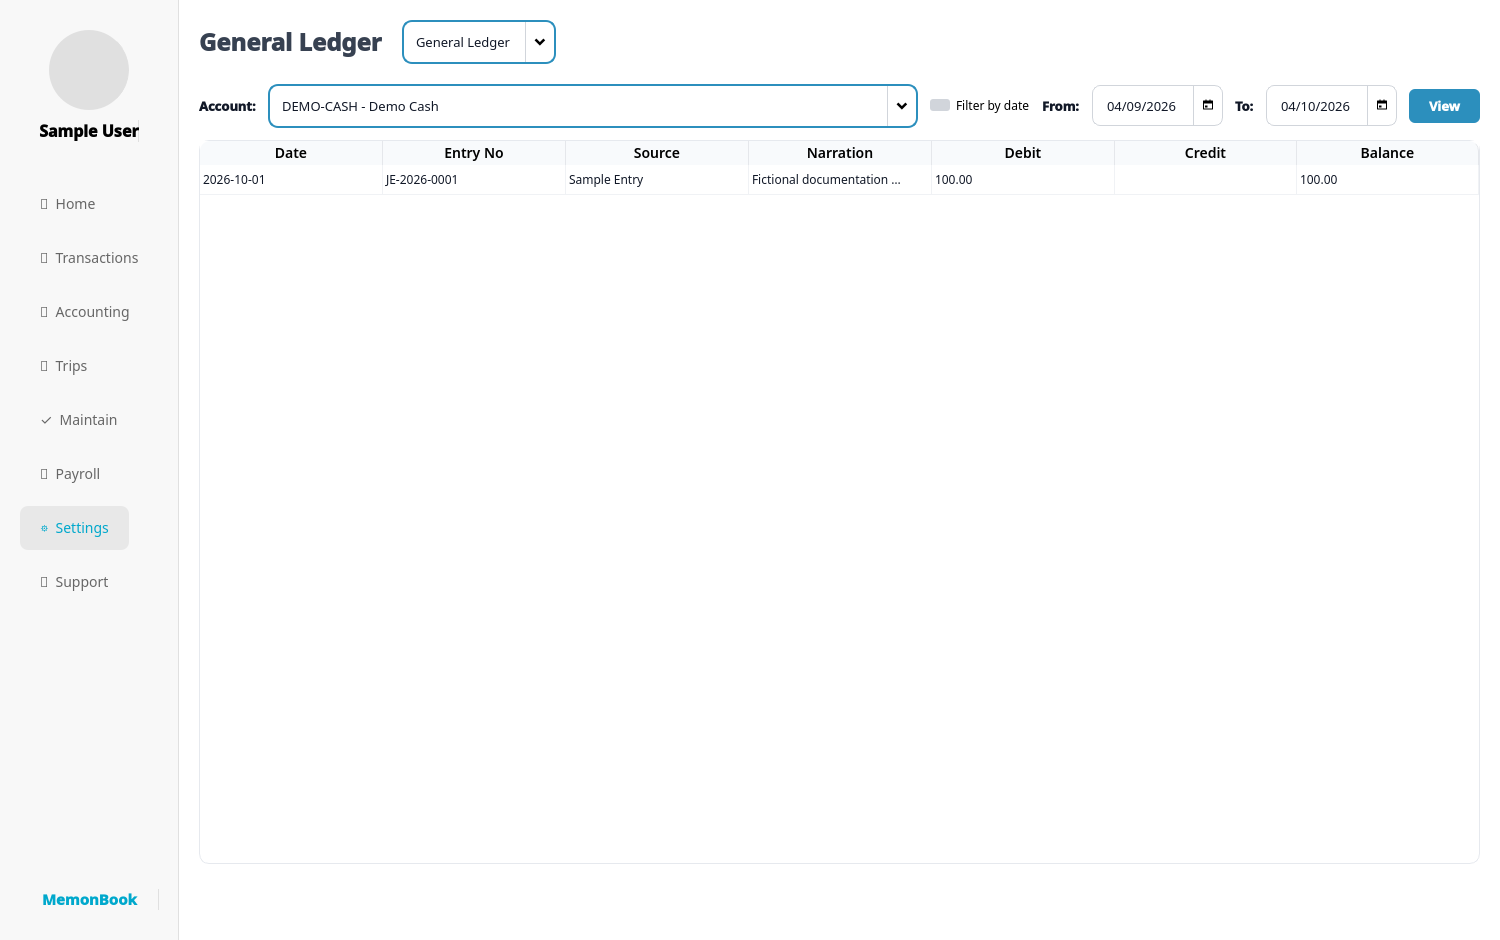 Sample User
Home
Transactions
Accounting
Trips
Maintain
Payroll
Settings
Support
MemonBook
General Ledger General Ledger
Account: DEMO-CASH - Demo Cash Filter by date From: 04/09/2026 To: 04/10/2026 View
Date Entry No Source Narration Debit Credit Balance
2026-10-01 JE-2026-0001 Sample Entry Fictional documentation ... 100.00 100.00